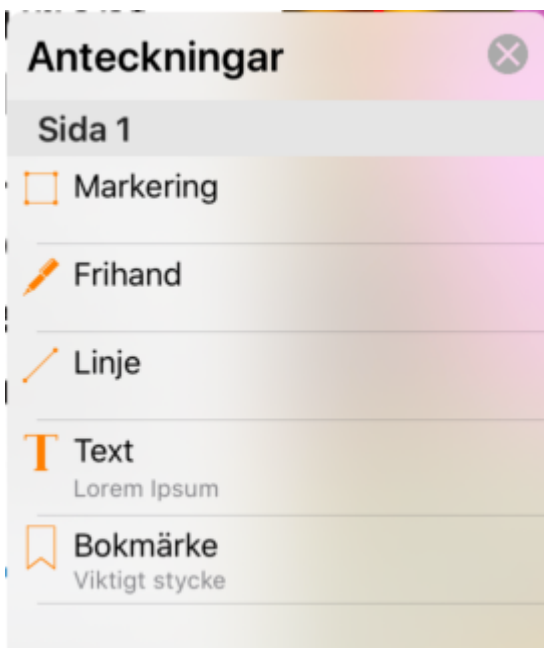 Anteckningar
Sida 1
Markering
Frihand
Linje
Text
Lorem Ipsum
Bokmärke
Viktigt stycke